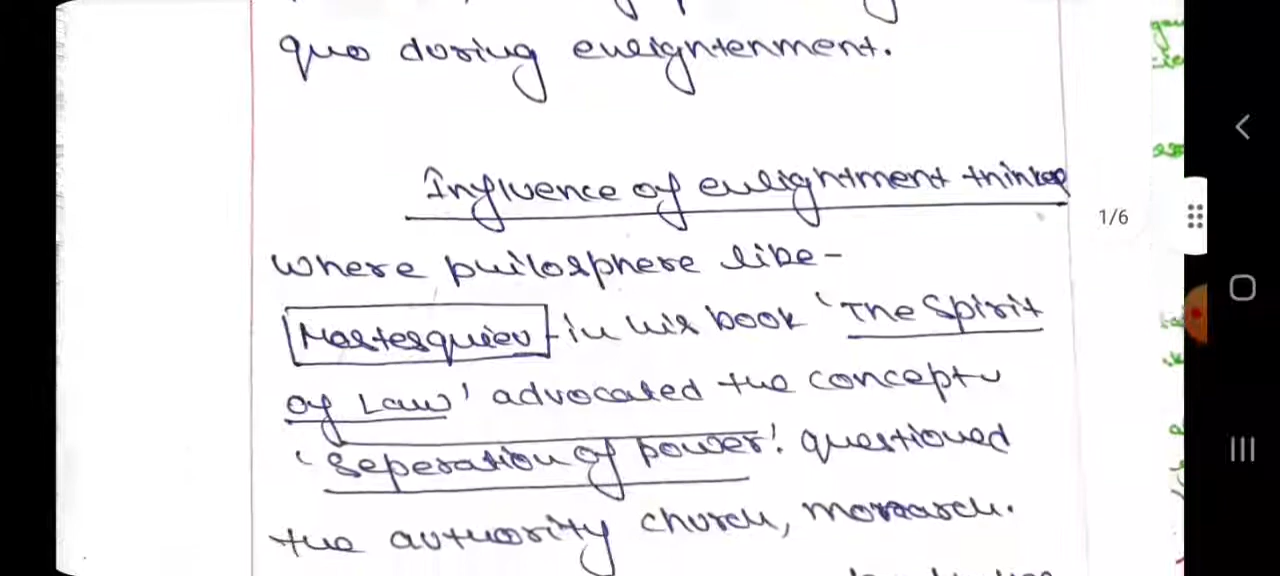 quo during enlightenment.
Influence of enlightment thinker
where philosphere like -
Montesquieu - in his book 'The Spirit
of Law' advocated the concept
'Seperation of power'. questioned
the authority church, monarch.
1/6